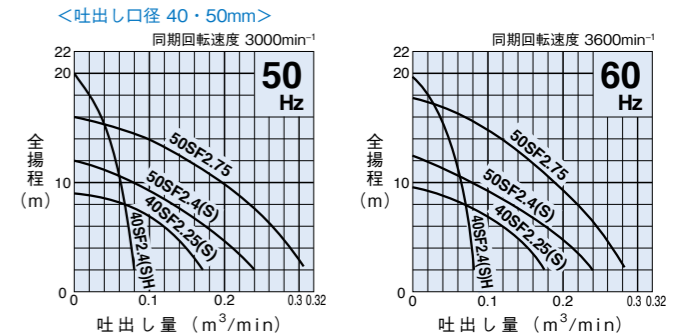 <吐出し口径 40・50mm>
同期回転速度 3000min⁻¹
50
Hz
22
20
10
0
全揚程
(m)
50SF2.75
50SF2.4(S)
40SF2.25(S)
40SF2.4(S)H
0
0.1
0.2
0.3
0.32
吐出し量(m³/min)
同期回転速度 3600min⁻¹
60
Hz
22
20
10
0
全揚程
(m)
50SF2.75
50SF2.4(S)
40SF2.25(S)
40SF2.4(S)H
0
0.1
0.2
0.3
0.32
吐出し量(m³/min)